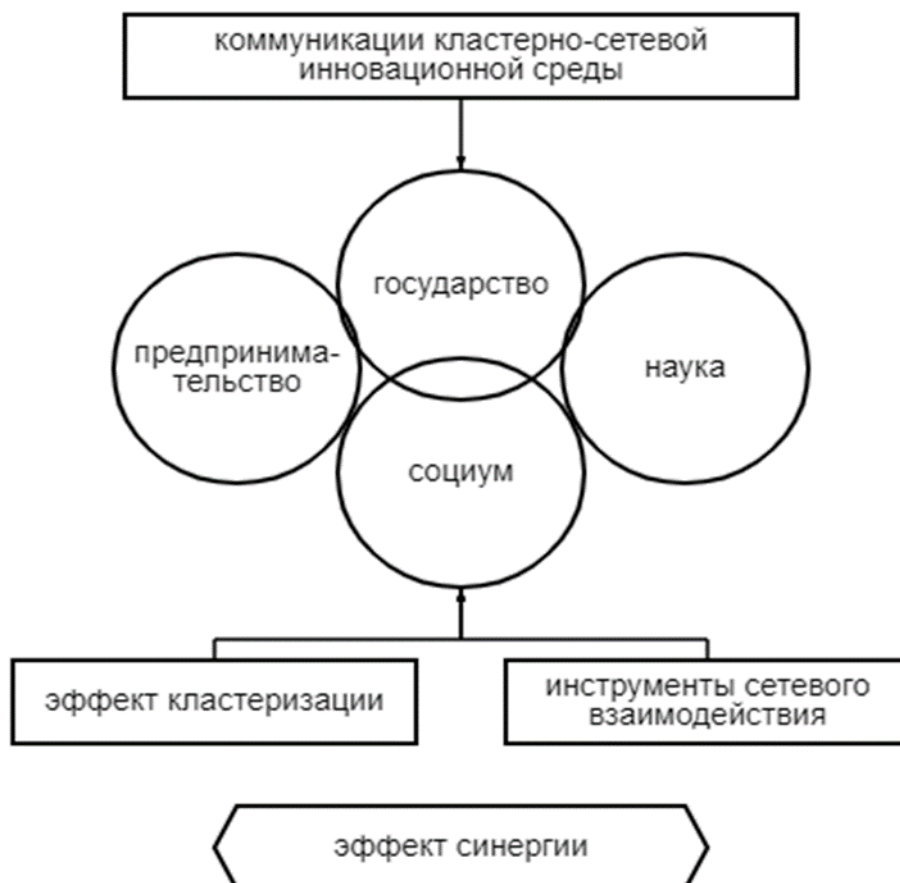 коммуникации кластерно-сетевой
инновационной среды
государство
предпринима-
тельство
наука
социум
эффект кластеризации
инструменты сетевого
взаимодействия
эффект синергии